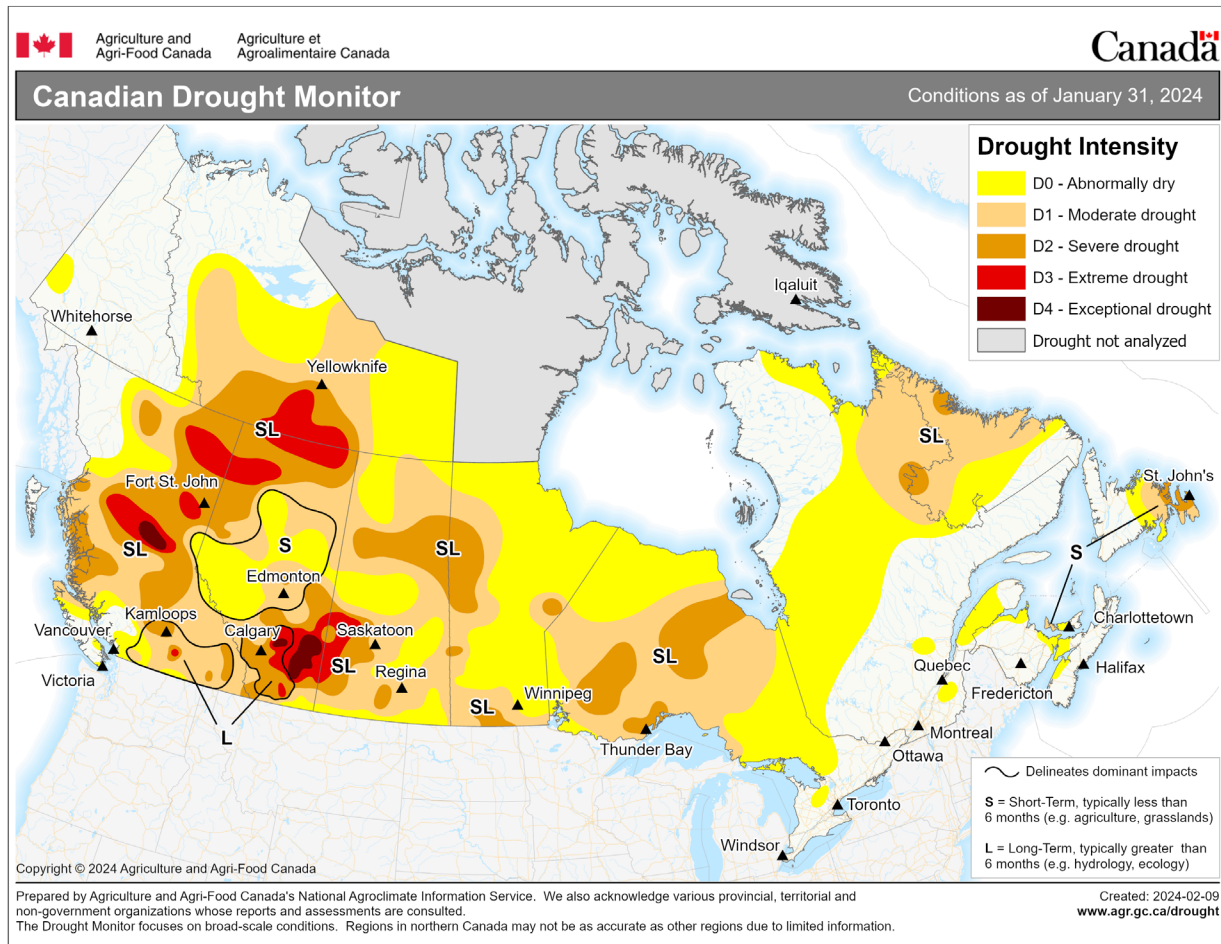 Agriculture and
Agri-Food Canada
Agriculture et
Agroalimentaire Canada
Canada
Canadian Drought Monitor
Conditions as of January 31, 2024
Drought Intensity
D0 - Abnormally dry
D1 - Moderate drought
D2 - Severe drought
D3 - Extreme drought
D4 - Exceptional drought
Drought not analyzed
Iqaluit
Whitehorse
Yellowknife
SL
SL
Fort St. John
St. John's
S
SL
SL
S
Edmonton
Kamloops
Vancouver
Calgary
Saskatoon
Charlottetown
Victoria
SL
Regina
SL
Quebec
Halifax
Winnipeg
Fredericton
SL
L
Thunder Bay
Montreal
Ottawa
Toronto
Windsor
Delineates dominant impacts
S = Short-Term, typically less than
6 months (e.g. agriculture, grasslands)
L = Long-Term, typically greater than
6 months (e.g. hydrology, ecology)
Copyright © 2024 Agriculture and Agri-Food Canada
Prepared by Agriculture and Agri-Food Canada's National Agroclimate Information Service. We also acknowledge various provincial, territorial and
non-government organizations whose reports and assessments are consulted.
The Drought Monitor focuses on broad-scale conditions. Regions in northern Canada may not be as accurate as other regions due to limited information.
Created: 2024-02-09
www.agr.gc.ca/drought